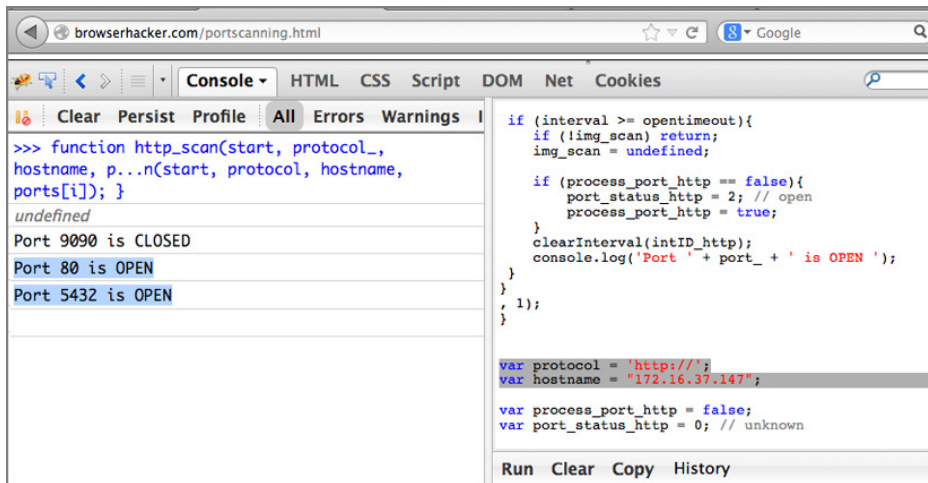 browserhacker.com/portscanning.html
Google
Console HTML CSS Script DOM Net Cookies
Clear Persist Profile All Errors Warnings
>>> function http_scan(start, protocol_,
hostname, p...n(start, protocol, hostname,
ports[i]); }
undefined
Port 9090 is CLOSED
Port 80 is OPEN
Port 5432 is OPEN
if (interval >= opentimeout){
if (!img_scan) return;
img_scan = undefined;
if (process_port_http == false){
port_status_http = 2; // open
process_port_http = true;
}
clearInterval(intID_http);
console.log('Port ' + port_ + ' is OPEN ');
}
}
, 1);
}
var protocol = 'http://';
var hostname = "172.16.37.147";
var process_port_http = false;
var port_status_http = 0; // unknown
Run Clear Copy History